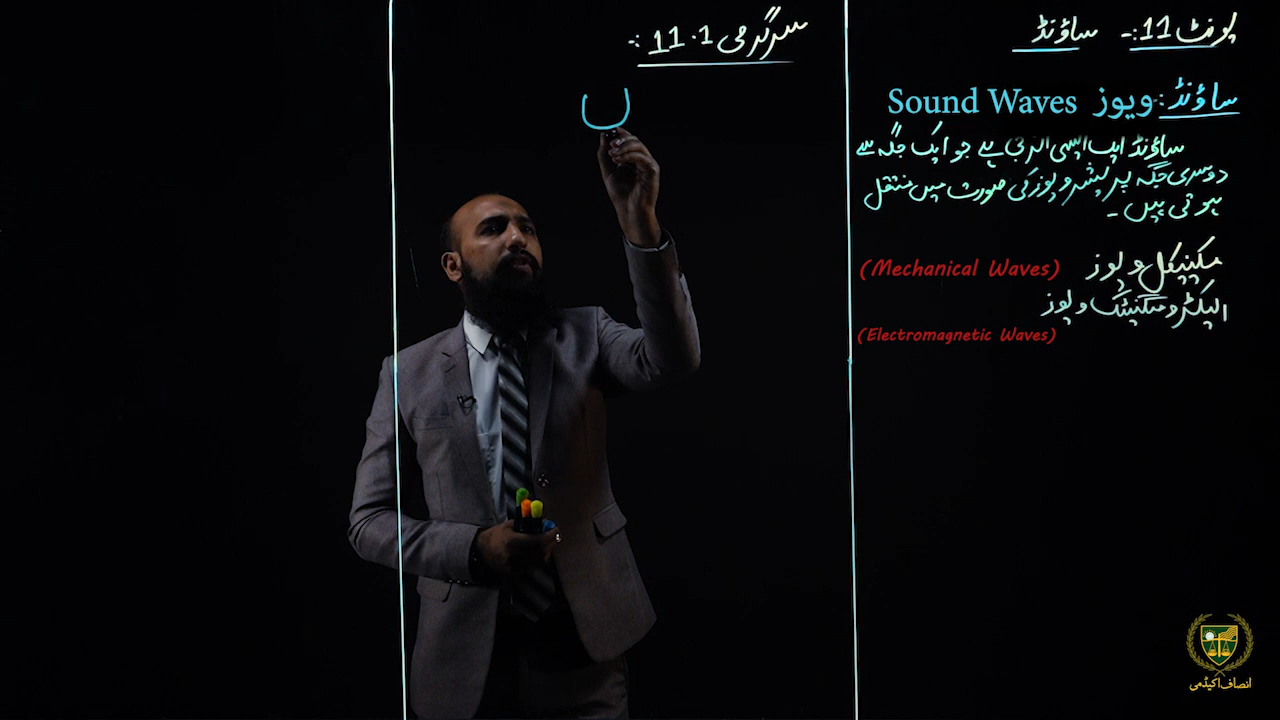 یونٹ 11:- ساؤنڈ
ساؤنڈ:- ویوز Sound Waves
ساؤنڈ ایک ایسی انرجی ہے جو ایک جگہ سے
دوسری جگہ پر پریشر ویوز کی صورت میں منتقل
ہوتی ہیں ۔
مکینیکل ویوز (Mechanical Waves)
الیکٹرومیگنیٹک ویوز
(Electromagnetic Waves)
سرگرمی 11.1 :-
انصاف اکیڈمی